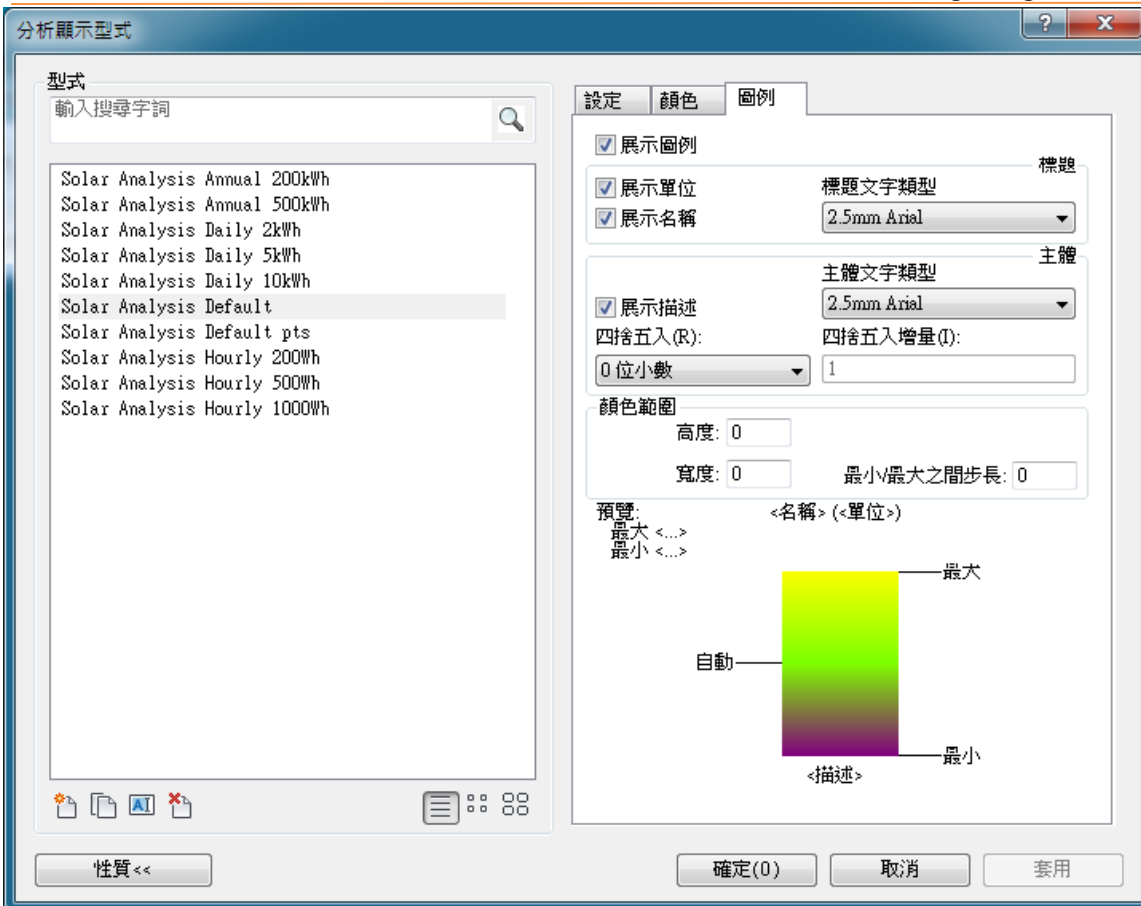 分析顯示型式
?
X
型式
輸入搜尋字詞
Solar Analysis Annual 200kWh
Solar Analysis Annual 500kWh
Solar Analysis Daily 2kWh
Solar Analysis Daily 5kWh
Solar Analysis Daily 10kWh
Solar Analysis Default
Solar Analysis Default pts
Solar Analysis Hourly 200Wh
Solar Analysis Hourly 500Wh
Solar Analysis Hourly 1000Wh
AI
性質<<
設定 顏色 圖例
展示圖例
標題
展示單位 標題文字類型
展示名稱 2.5mm Arial
主體
主體文字類型
展示描述 2.5mm Arial
四捨五入(R): 四捨五入增量(I):
0 位小數 1
顏色範圍
高度: 0
寬度: 0 最小/最大之間步長: 0
預覽: <名稱> (<單位>)
最大 <...>
最小 <...>
最大
自動
最小
<描述>
確定(O) 取消 套用